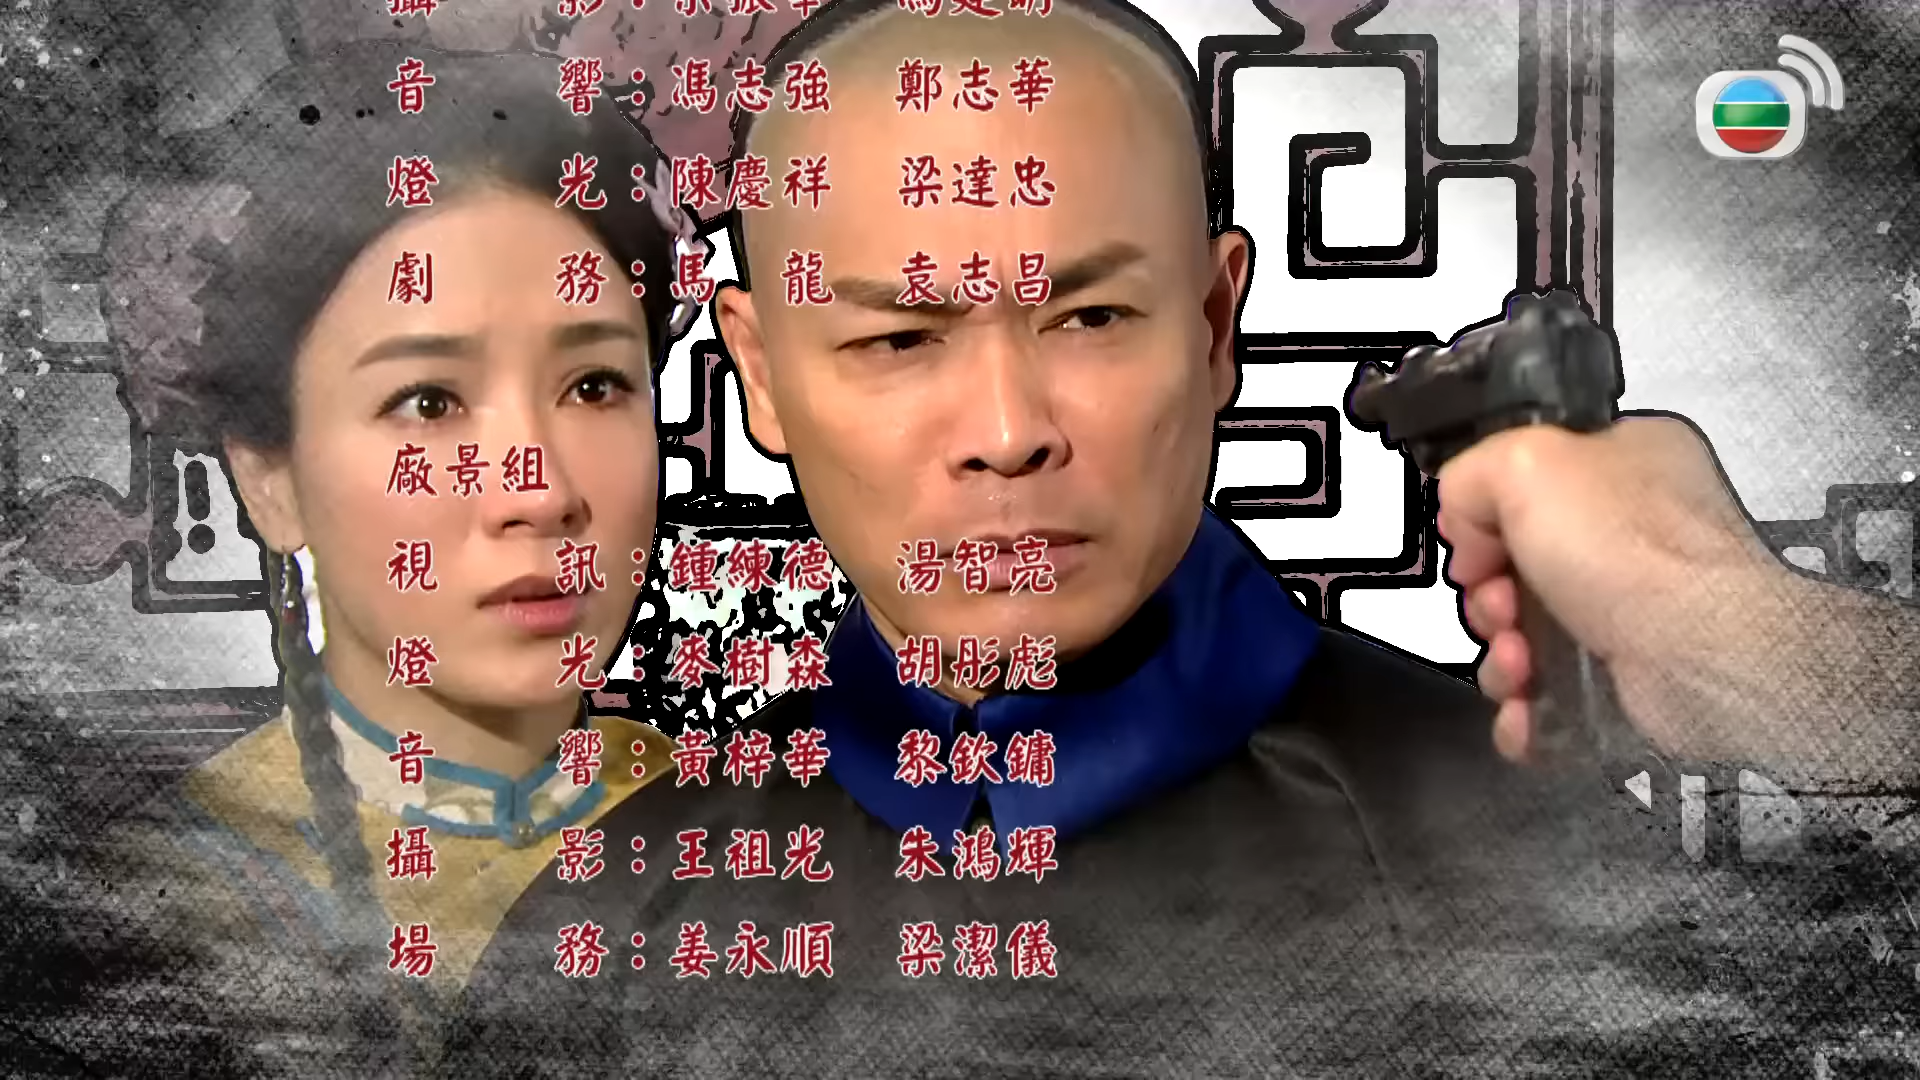 音響：馮志強 鄭志華
燈光：陳慶祥 梁達忠
劇務：馬龍 袁志昌
廠景組
視訊：鍾練德 湯智亮
燈光：麥樹森 胡彤彪
音響：黃梓華 黎欽鏞
攝影：王祖光 朱鴻輝
場務：姜永順 梁潔儀